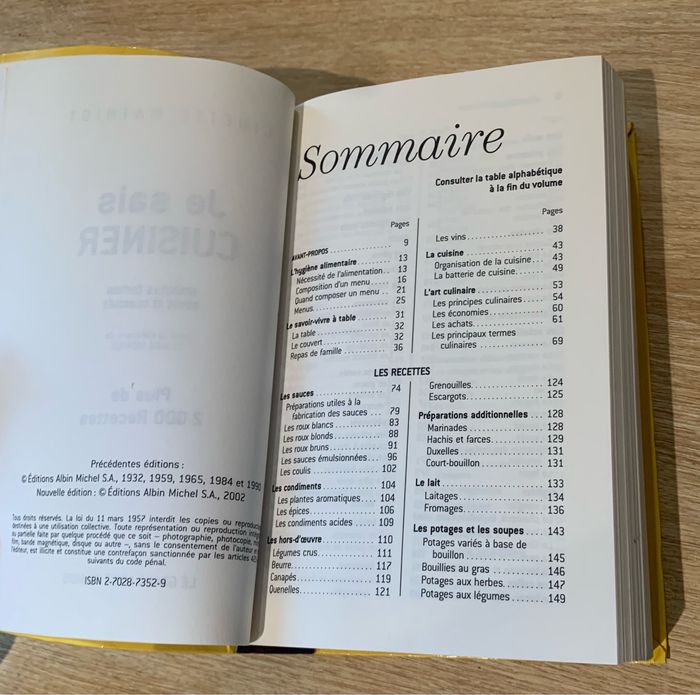 Précédentes éditions :
© Éditions Albin Michel S.A., 1932, 1959, 1965, 1984 et 1990
Nouvelle édition : © Éditions Albin Michel S.A., 2002
Tous droits réservés. La loi du 11 mars 1957 interdit les copies ou
destinées à une utilisation collective. Toute représentation ou reproduction
ou partielle faite par quelque procédé que ce soit – photographie, photocopie,
film, bande magnétique, disque ou autre –, sans le consentement de l'auteur
l'éditeur, est illicite et constitue une contrefaçon sanctionnée par les articles
suivants du code pénal.
ISBN 2-7028-7352-9
Sommaire
Consulter la table alphabétique
à la fin du volume
Pages
AVANT-PROPOS 9
L'hygiène alimentaire 13
Nécessité de l'alimentation 13
Composition d'un menu 16
Quand composer un menu 21
Menus 25
Le savoir-vivre à table 31
La table 32
Le couvert 32
Repas de famille 36
Pages
Les vins 38
La cuisine 43
Organisation de la cuisine 43
La batterie de cuisine 49
L'art culinaire 53
Les principes culinaires 54
Les économies 60
Les achats 61
Les principaux termes
culinaires 69
LES RECETTES
Les sauces 74
Préparations utiles à la
fabrication des sauces 79
Les roux blancs 83
Les roux blonds 88
Les roux bruns 91
Les sauces émulsionnées 96
Les coulis 102
Les condiments 104
Les plantes aromatiques 104
Les épices 106
Les condiments acides 109
Les hors-d'œuvre 110
Légumes crus 111
Beurre 117
Canapés 119
Quenelles 121
Grenouilles 124
Escargots 125
Préparations additionnelles 128
Marinades 128
Hachis et farces 129
Duxelles 131
Court-bouillon 131
Le lait 133
Laitages 134
Fromages 136
Les potages et les soupes 143
Potages variés à base de
bouillon 145
Bouillies au gras 146
Potages aux herbes 147
Potages aux légumes 149